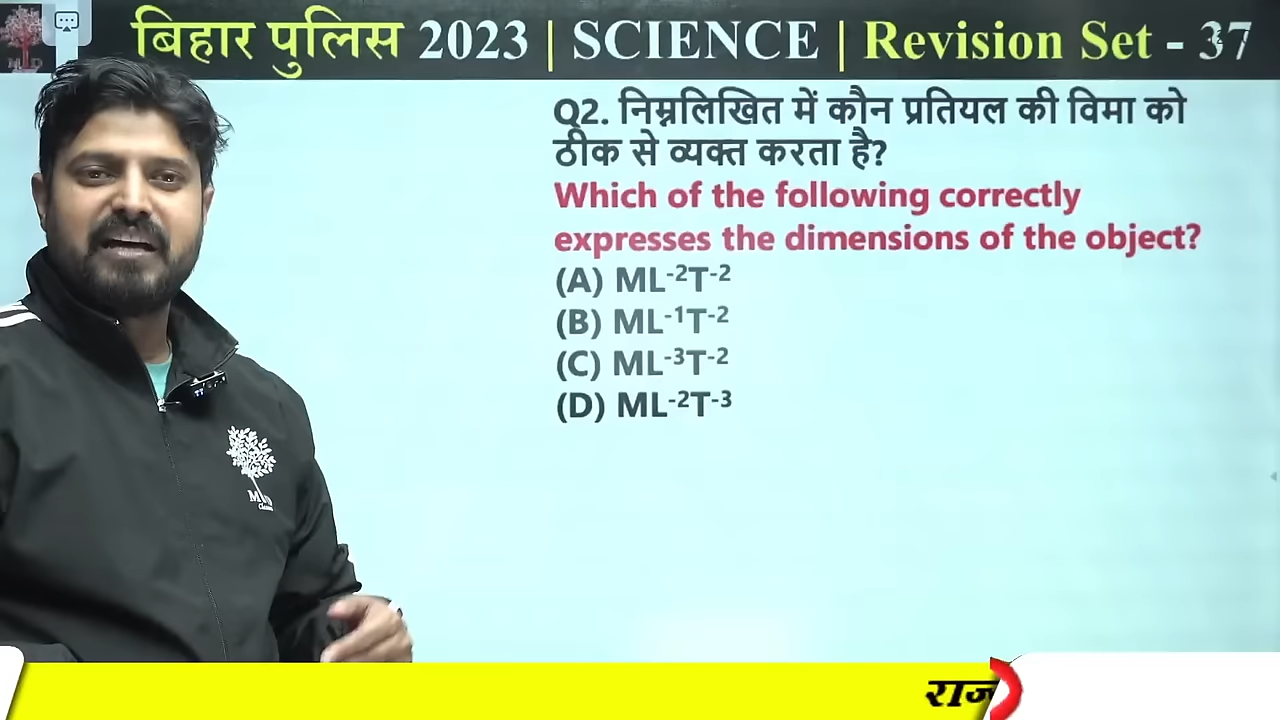 बिहार पुलिस 2023 | SCIENCE | Revision Set - 37
Q2. निम्नलिखित में कौन प्रतियल की विमा को
ठीक से व्यक्त करता है?
Which of the following correctly
expresses the dimensions of the object?
(A) ML⁻²T⁻²
(B) ML⁻¹T⁻²
(C) ML⁻³T⁻²
(D) ML⁻²T⁻³